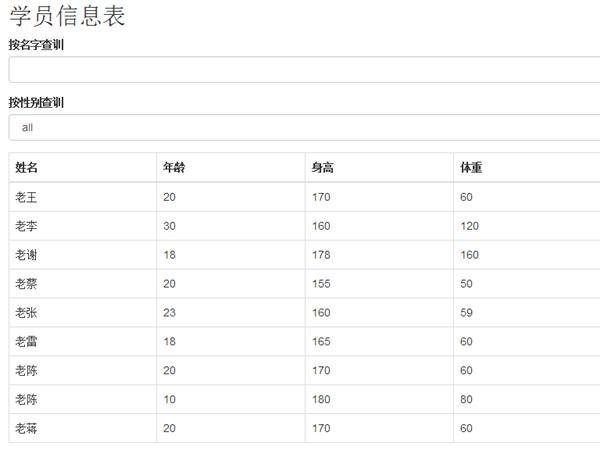 学员信息表
按名字查训
按性别查训
all
姓名 年龄 身高 体重
老王 20 170 60
老李 30 160 120
老谢 18 178 160
老蔡 20 155 50
老张 23 160 59
老雷 18 165 60
老陈 20 170 60
老陈 10 180 80
老蒋 20 170 60